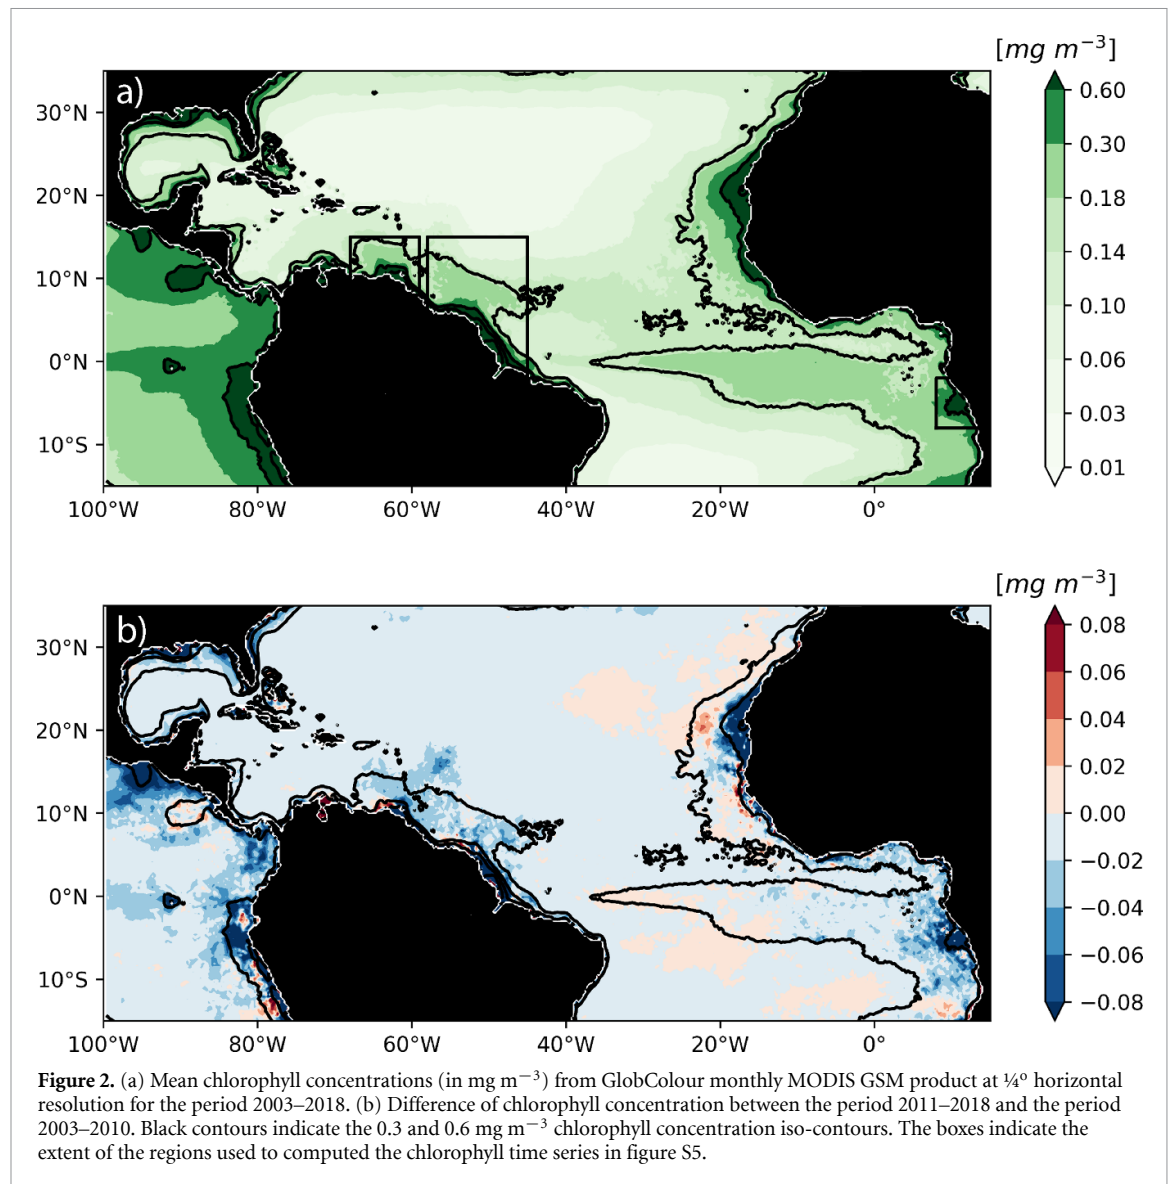 [mg m−3]
a)
30°N
20°N
10°N
0°N
10°S
100°W 80°W 60°W 40°W 20°W 0°
0.60
0.30
0.18
0.14
0.10
0.06
0.03
0.01
[mg m−3]
b)
30°N
20°N
10°N
0°N
10°S
100°W 80°W 60°W 40°W 20°W 0°
0.08
0.06
0.04
0.02
0.00
−0.02
−0.04
−0.06
−0.08
Figure 2. (a) Mean chlorophyll concentrations (in mg m−3) from GlobColour monthly MODIS GSM product at ¼° horizontal
resolution for the period 2003–2018. (b) Difference of chlorophyll concentration between the period 2011–2018 and the period
2003–2010. Black contours indicate the 0.3 and 0.6 mg m−3 chlorophyll concentration iso-contours. The boxes indicate the
extent of the regions used to computed the chlorophyll time series in figure S5.